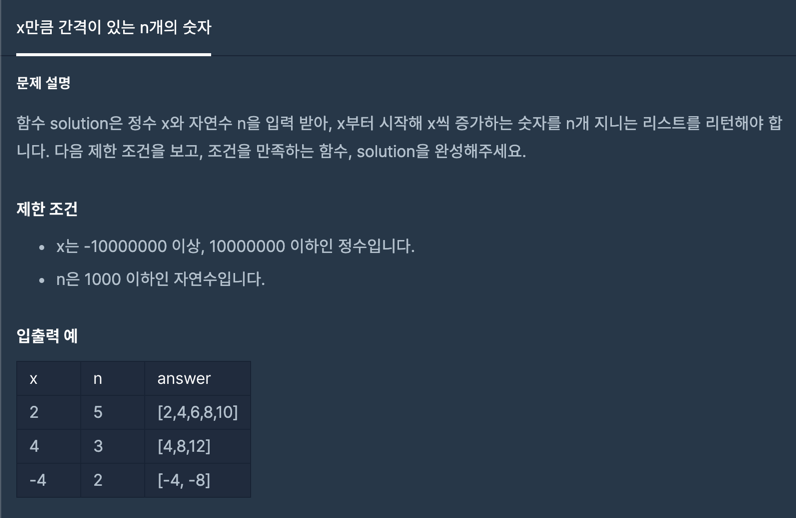 x만큼 간격이 있는 n개의 숫자
문제 설명
함수 solution은 정수 x와 자연수 n을 입력 받아, x부터 시작해 x씩 증가하는 숫자를 n개 지니는 리스트를 리턴해야 합
니다. 다음 제한 조건을 보고, 조건을 만족하는 함수, solution을 완성해주세요.
제한 조건
• x는 -10000000 이상, 10000000 이하인 정수입니다.
• n은 1000 이하인 자연수입니다.
입출력 예
x n answer
2 5 [2,4,6,8,10]
4 3 [4,8,12]
-4 2 [-4, -8]